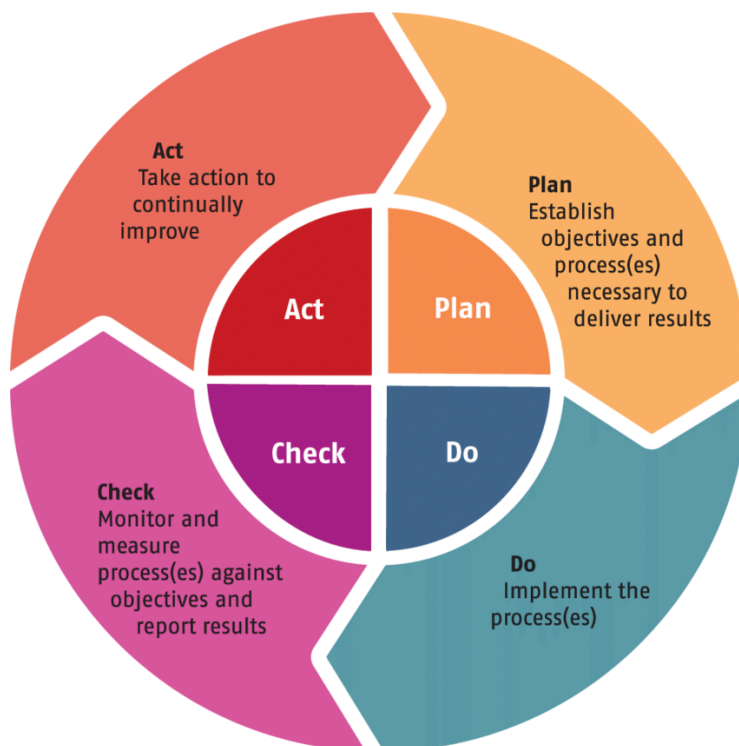 Act
Take action to
continually
improve
Plan
Establish
objectives and
process(es)
necessary to
deliver results
Act
Plan
Check
Do
Check
Monitor and
measure
process(es) against
objectives and
report results
Do
Implement the
process(es)